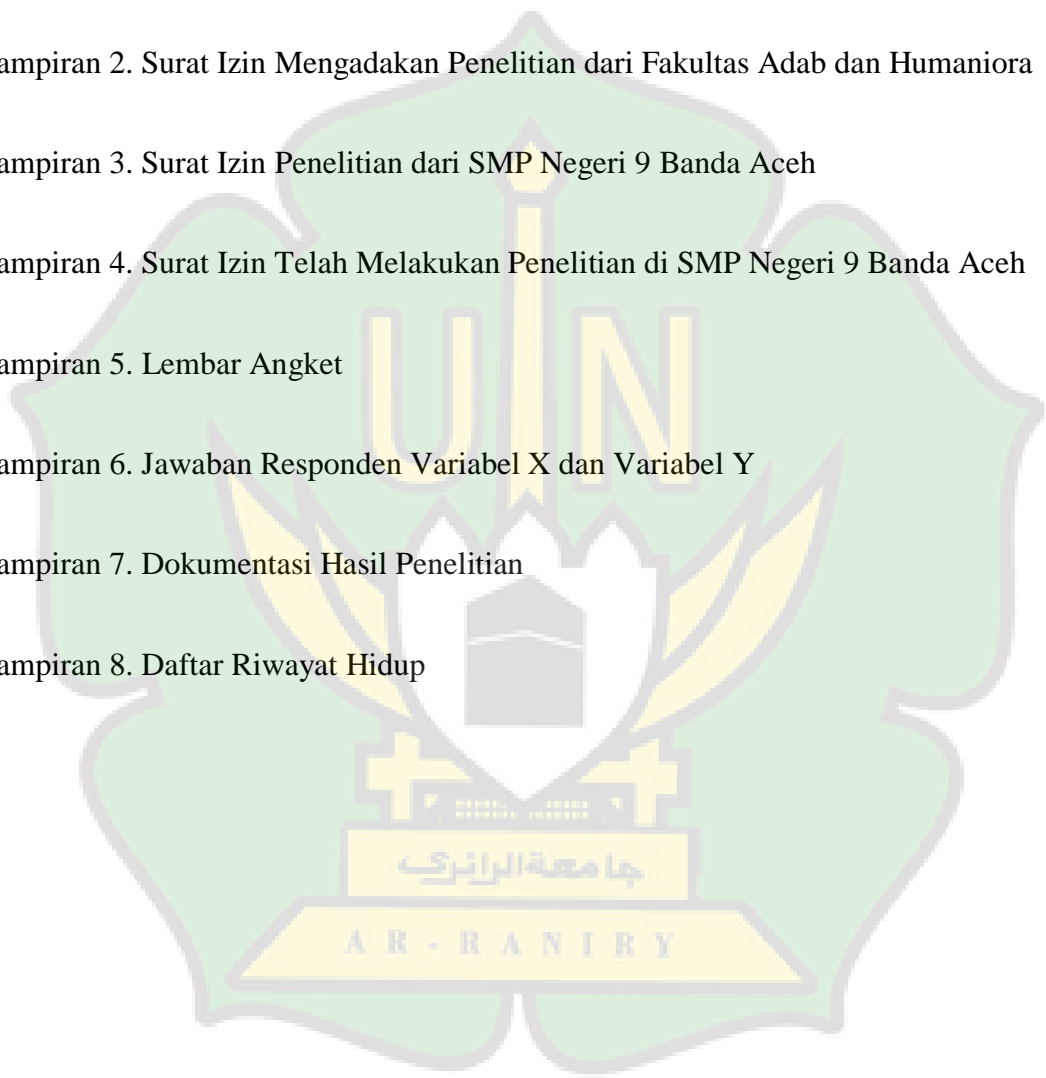 ampiran 2. Surat Izin Mengadakan Penelitian dari Fakultas Adab dan Humaniora
ampiran 3. Surat Izin Penelitian dari SMP Negeri 9 Banda Aceh
ampiran 4. Surat Izin Telah Melakukan Penelitian di SMP Negeri 9 Banda Aceh
ampiran 5. Lembar Angket
ampiran 6. Jawaban Responden Variabel X dan Variabel Y
ampiran 7. Dokumentasi Hasil Penelitian
ampiran 8. Daftar Riwayat Hidup
UIN
جامعة الرانري
AR - RANIRY